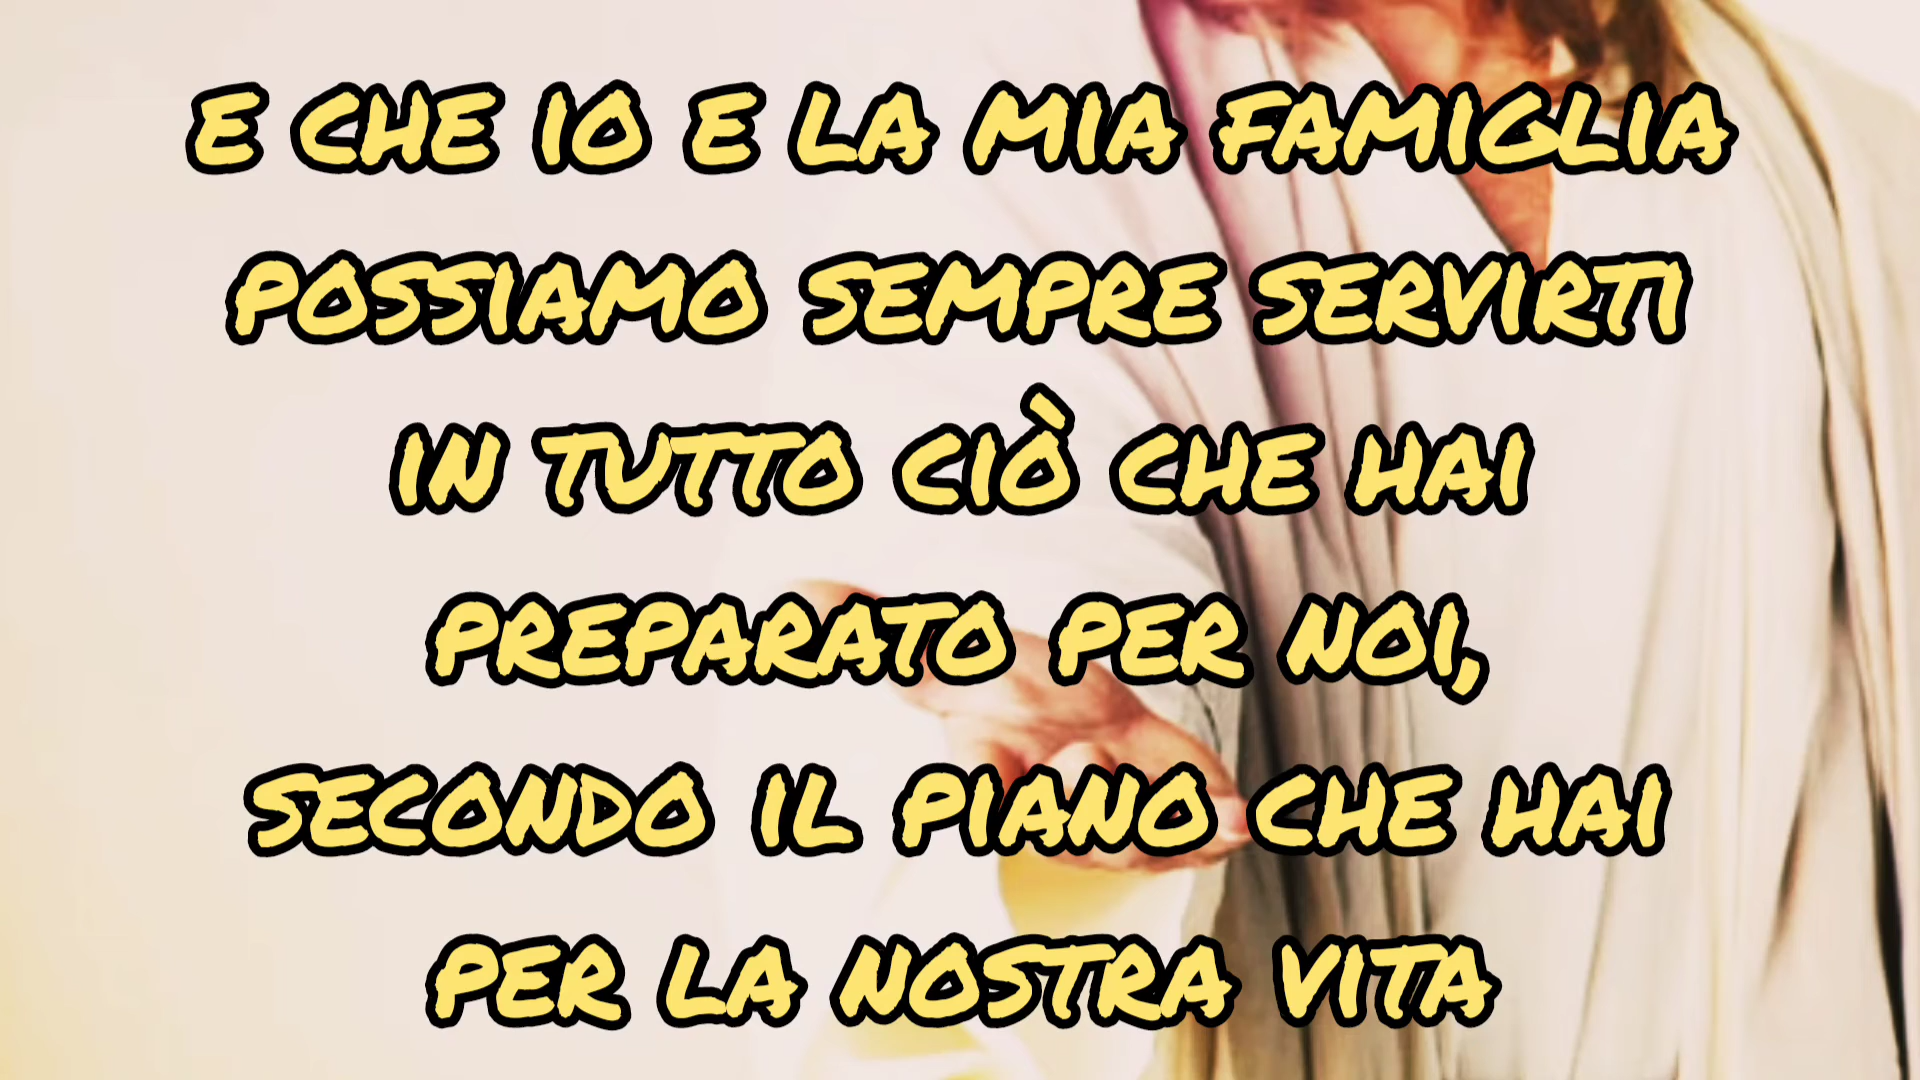 E CHE IO E LA MIA FAMIGLIA
POSSIAMO SEMPRE SERVIRTI
IN TUTTO CIÒ CHE HAI
PREPARATO PER NOI,
SECONDO IL PIANO CHE HAI
PER LA NOSTRA VITA